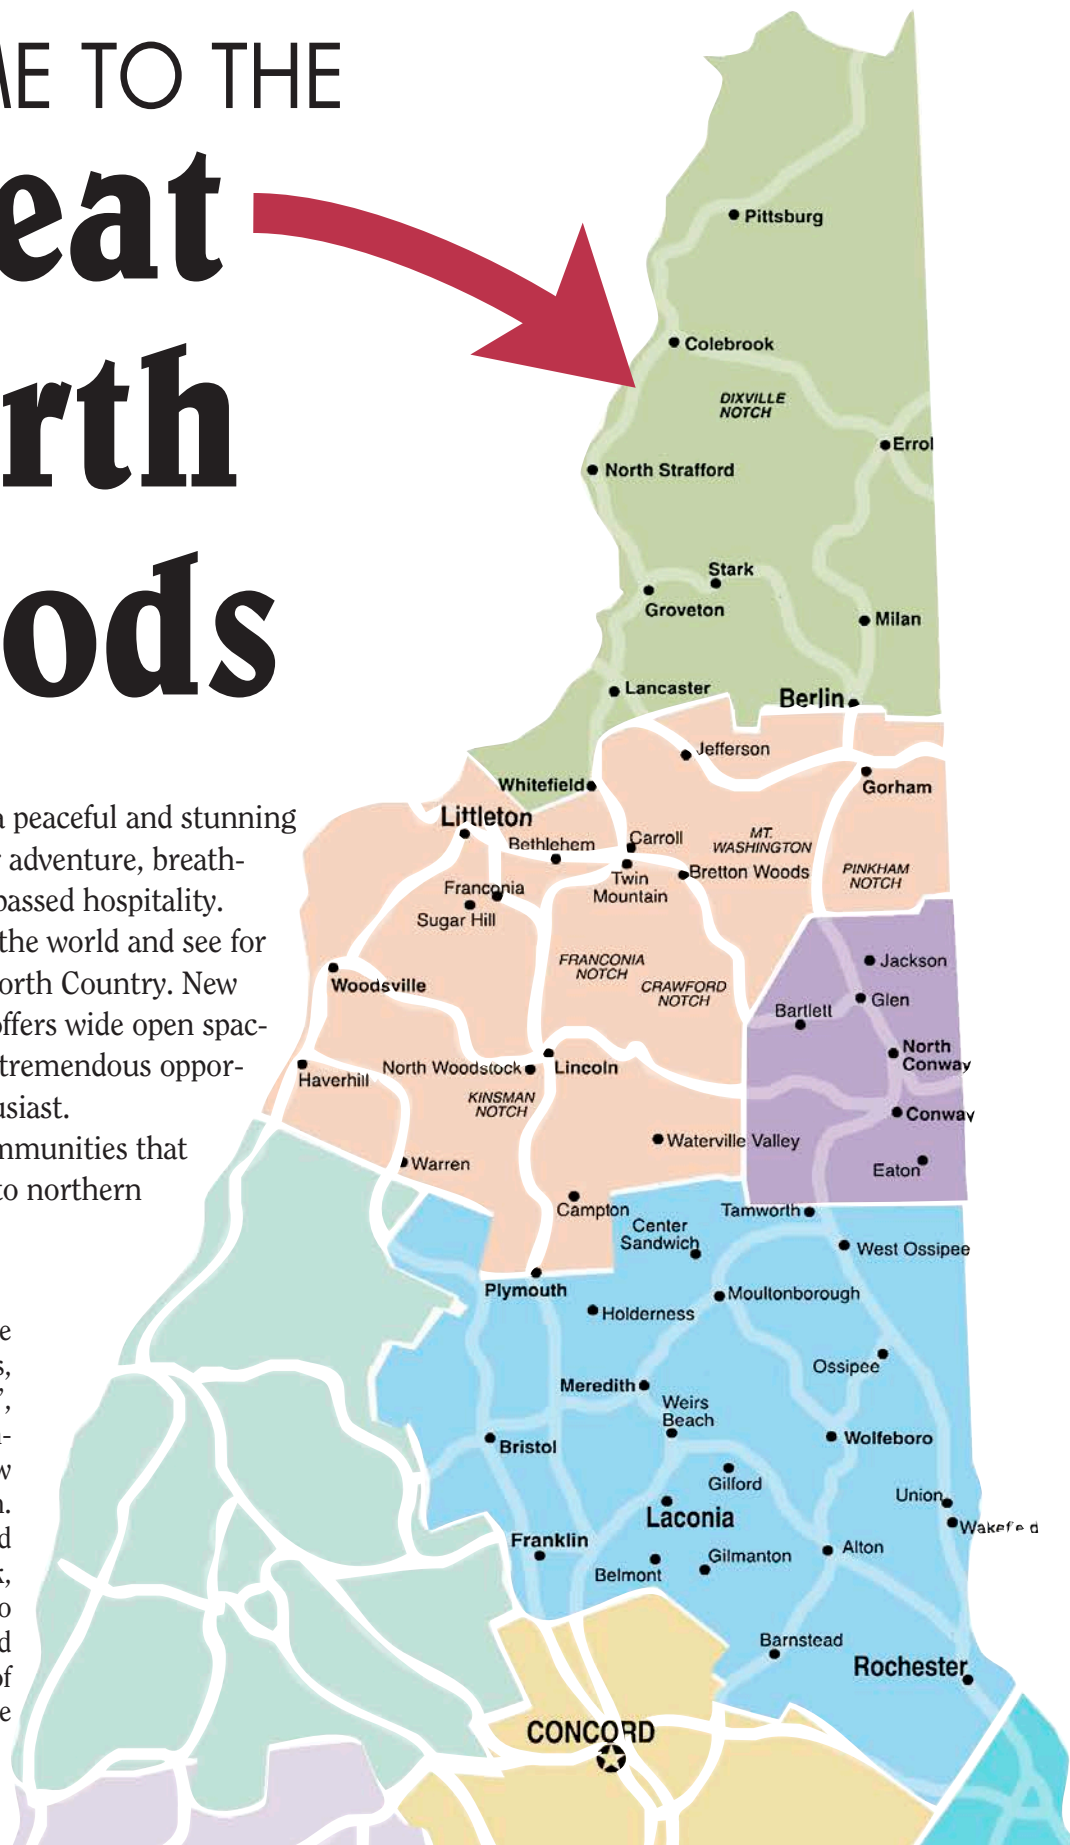 ME TO THE
eat
rth
oods
a peaceful and stunning
adventure, breath-
passed hospitality.
the world and see for
orth Country. New
offers wide open spac-
tremendous oppor-
usiast.
mmunities that
to northern
e
s,
",
-
w
n.
d
k,
o
d
of
e
Pittsburg
Colebrook
DIXVILLE
NOTCH
Errol
North Strafford
Stark
Groveton
Milan
Lancaster
Berlin
Jefferson
Whitefield
Gorham
Littleton
Bethlehem
Carroll
MT.
WASHINGTON
Twin
Mountain
Bretton Woods
PINKHAM
NOTCH
Franconia
Sugar Hill
FRANCONIA
NOTCH
CRAWFORD
NOTCH
Jackson
Woodsville
Bartlett
Glen
North
Conway
Haverhill
North Woodstock
Lincoln
KINSMAN
NOTCH
Conway
Waterville Valley
Warren
Eaton
Campton
Tamworth
Center
Sandwich
West Ossipee
Plymouth
Holderness
Moultonborough
Ossipee
Meredith
Weirs
Beach
Bristol
Wolfeboro
Gilford
Union
Laconia
Wakefield
Franklin
Alton
Belmont
Gilmanton
Barnstead
Rochester
CONCORD